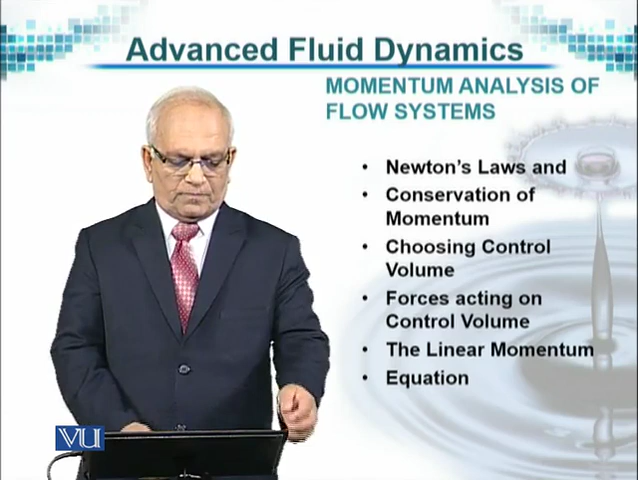 Advanced Fluid Dynamics
MOMENTUM ANALYSIS OF
FLOW SYSTEMS
• Newton's Laws and
• Conservation of
Momentum
• Choosing Control
Volume
• Forces acting on
Control Volume
• The Linear Momentum
• Equation
VU